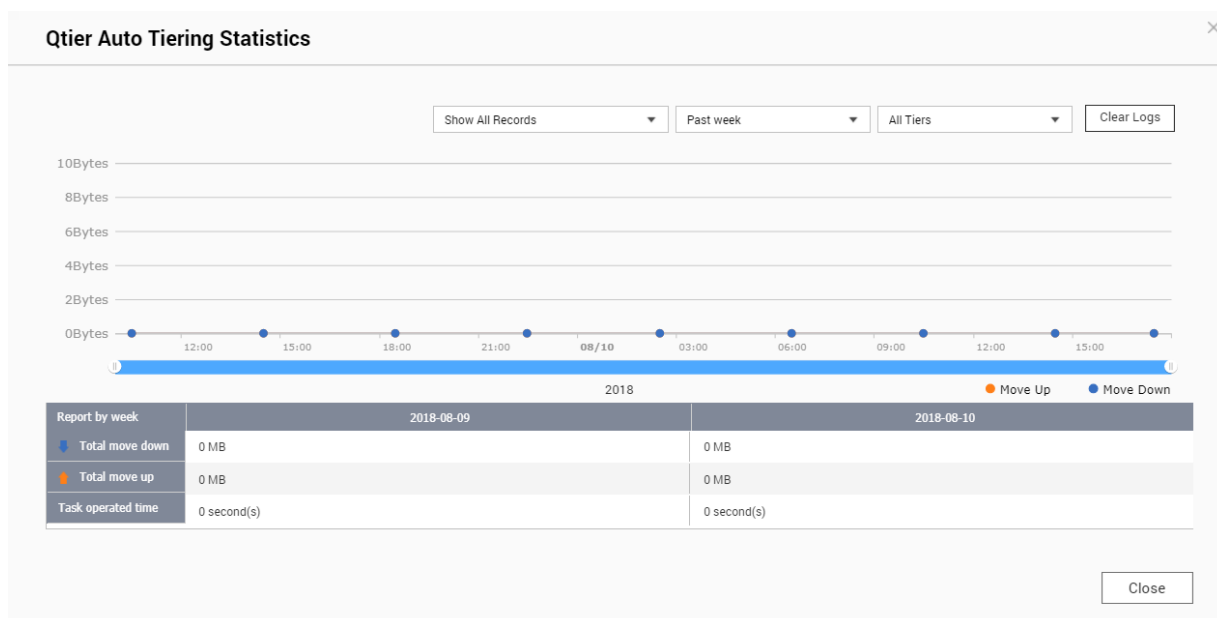 Qtier Auto Tiering Statistics
Show All Records Past week All Tiers Clear Logs
10Bytes
8Bytes
6Bytes
4Bytes
2Bytes
0Bytes
12:00 15:00 18:00 21:00 08/10 03:00 06:00 09:00 12:00 15:00
2018
Move Up Move Down
Report by week 2018-08-09 2018-08-10
Total move down 0 MB 0 MB
Total move up 0 MB 0 MB
Task operated time 0 second(s) 0 second(s)
Close